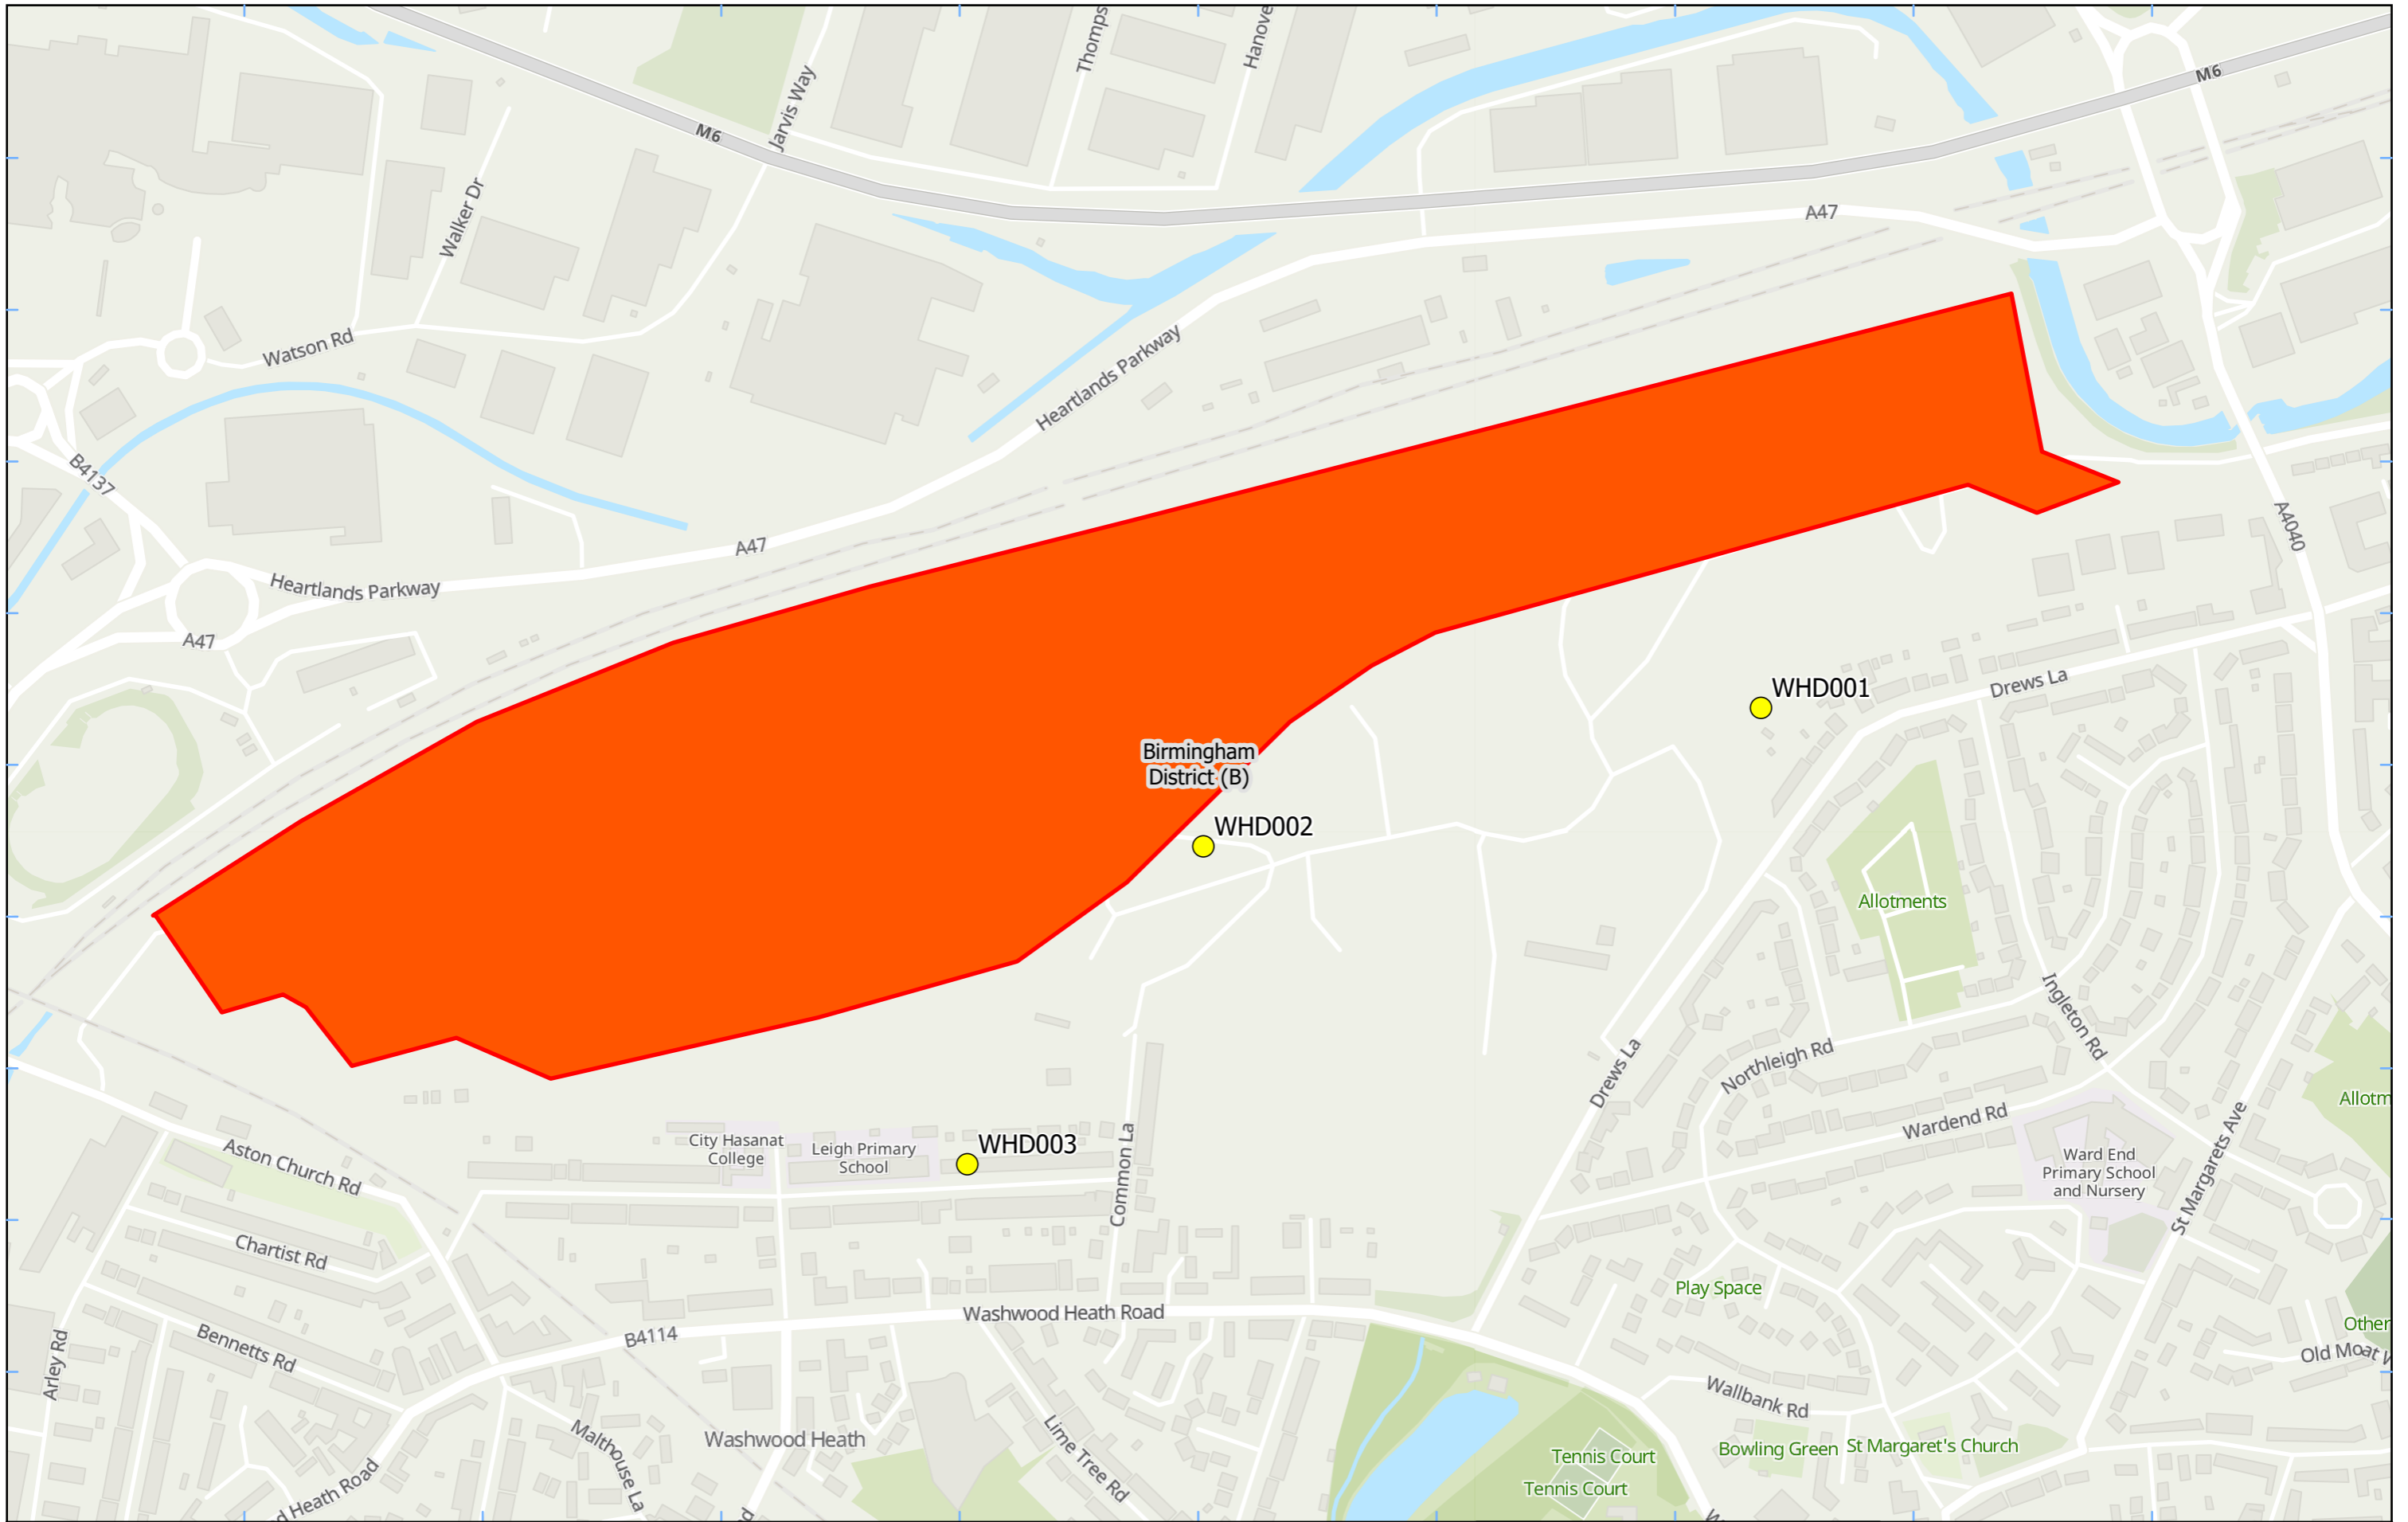 Thomps
Hanove
M6
M6
Jarvis Way
Walker Dr
A47
Watson Rd
Heartlands Parkway
B4137
A4040
A47
Heartlands Parkway
A47
WHD001
Drews La
Birmingham
District (B)
WHD002
Allotments
Ingleton Rd
Northleigh Rd
Drews La
Allotm
Wardend Rd
St Margarets Ave
City Hasanat
College
Leigh Primary
School
WHD003
Common La
Ward End
Primary School
and Nursery
Aston Church Rd
Chartist Rd
Play Space
Washwood Heath Road
B4114
Other
Bennetts Rd
Arley Rd
Old Moat W
Wallbank Rd
Washwood Heath
Malthouse La
Lime Tree Rd
Bowling Green
St Margaret's Church
Tennis Court
Tennis Court
d Heath Road
d
W